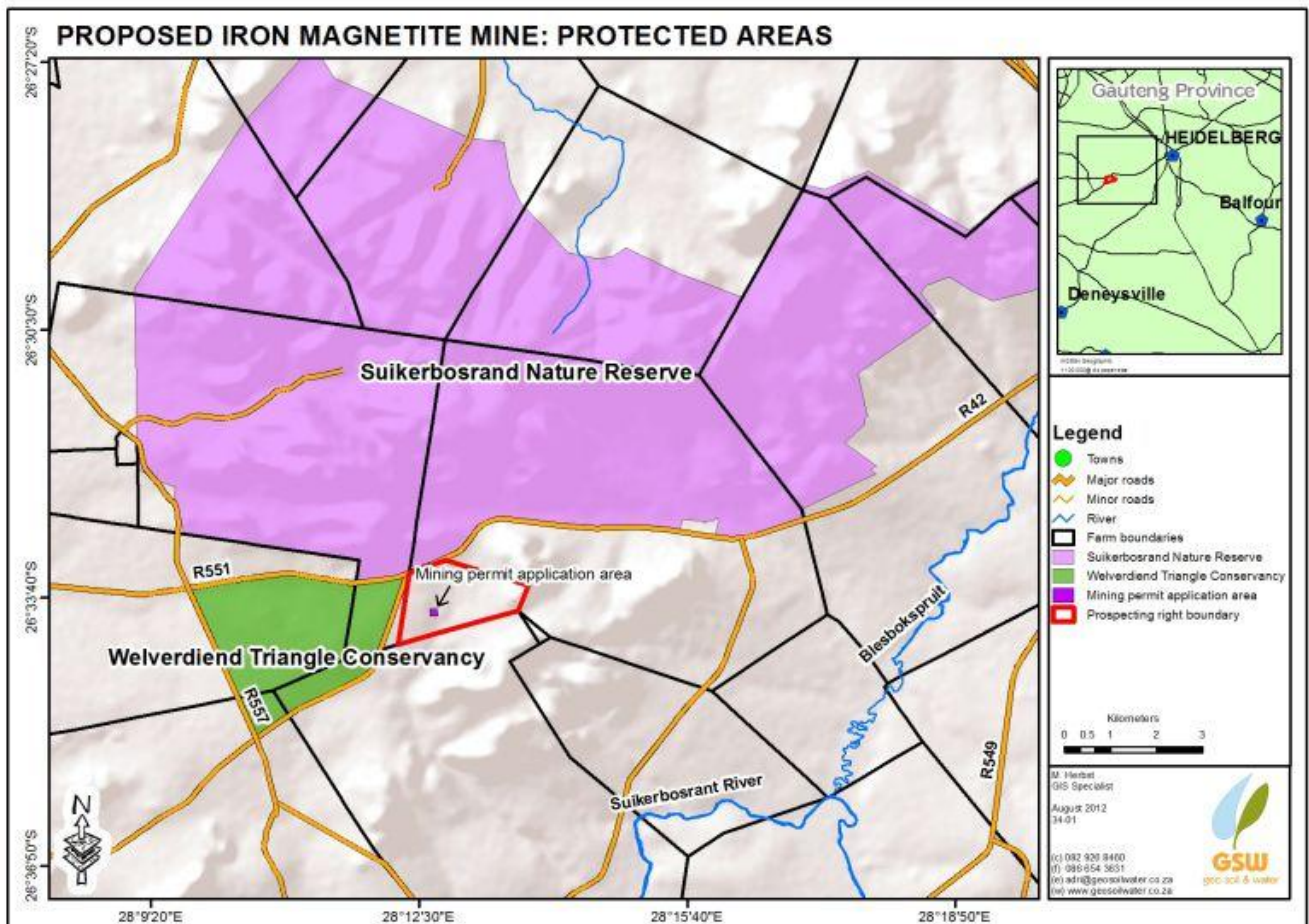 PROPOSED IRON MAGNETITE MINE: PROTECTED AREAS
26°27'20"S
26°30'30"S
26°33'40"S
26°36'50"S
28°9'20"E
28°12'30"E
28°15'40"E
28°18'50"E
Suikerbosrand Nature Reserve
R42
R551
Mining permit application area
Welverdiend Triangle Conservancy
R557
Blesbokspruit
Suikerbosrant River
R549
N
Gauteng Province
HEIDELBERG
Balfour
Deneysville
Legend
Towns
Major roads
Minor roads
River
Farm boundaries
Suikerbosrand Nature Reserve
Welverdiend Triangle Conservancy
Mining permit application area
Prospecting right boundary
Kilometers
0 0.5 1 2 3
M. Herbst
GIS Specialist
August 2012
34-01
(c) 082 920 8460
(f) 086 654 3631
(e) adri@geosoilwater.co.za
(w) www.geosoilwater.co.za
GSW
geo soil & water